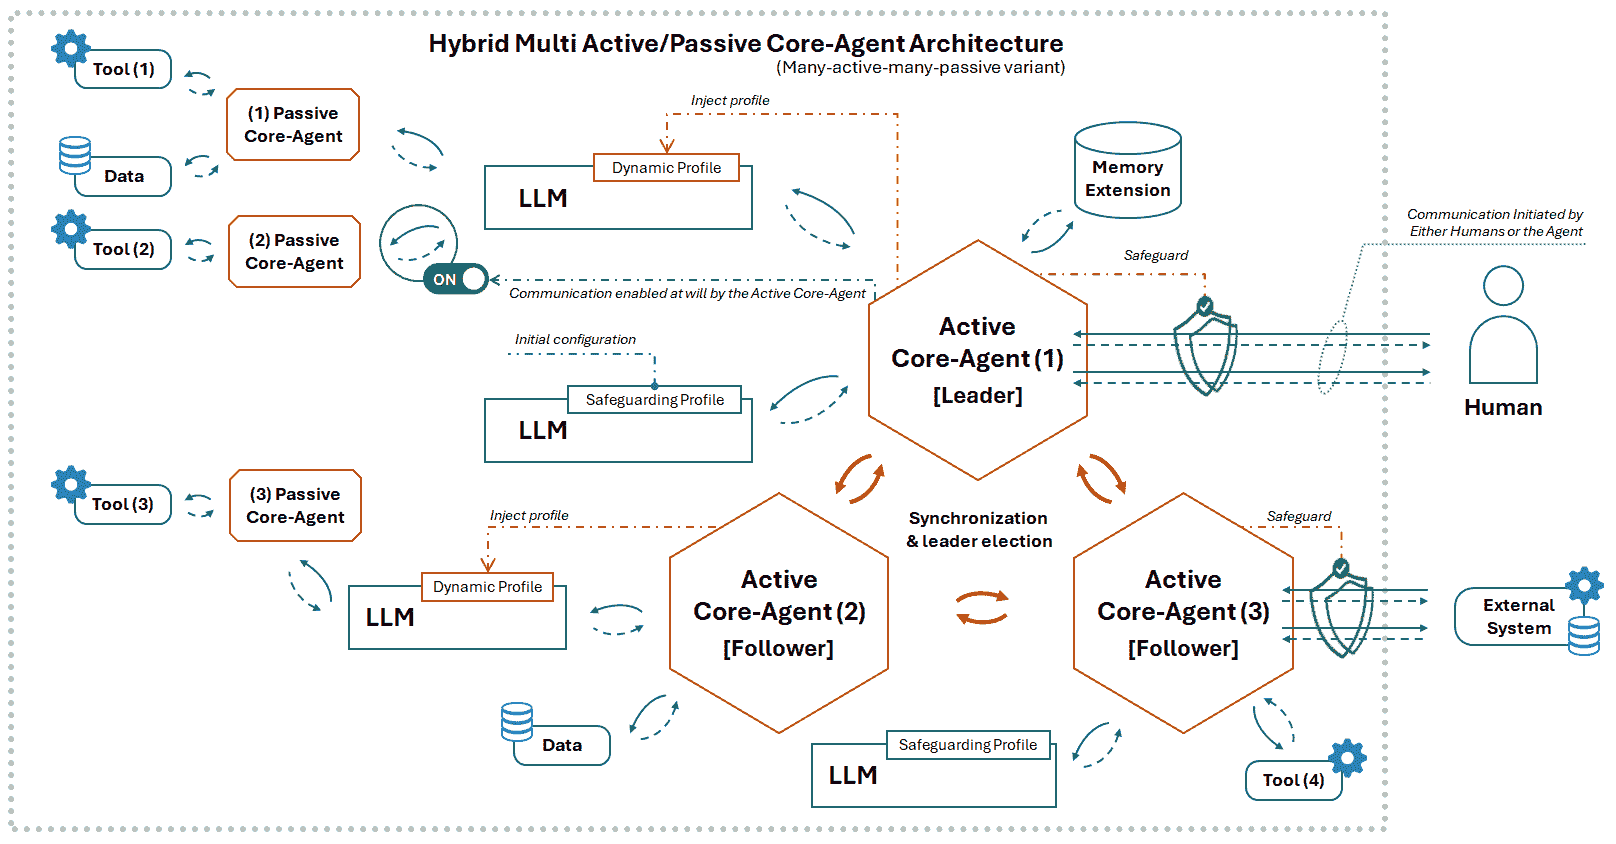 Hybrid Multi Active/Passive Core-Agent Architecture
(Many-active-many-passive variant)
Tool (1)
(1) Passive
Core-Agent
Data
Tool (2)
(2) Passive
Core-Agent
ON
Inject profile
Dynamic Profile
LLM
Communication enabled at will by the Active Core-Agent
Memory
Extension
Communication Initiated by
Either Humans or the Agent
Safeguard
Active
Core-Agent (1)
[Leader]
Human
Initial configuration
Safeguarding Profile
LLM
Tool (3)
(3) Passive
Core-Agent
Inject profile
Dynamic Profile
LLM
Synchronization
& leader election
Active
Core-Agent (2)
[Follower]
Safeguard
Active
Core-Agent (3)
[Follower]
External
System
Data
Safeguarding Profile
LLM
Tool (4)